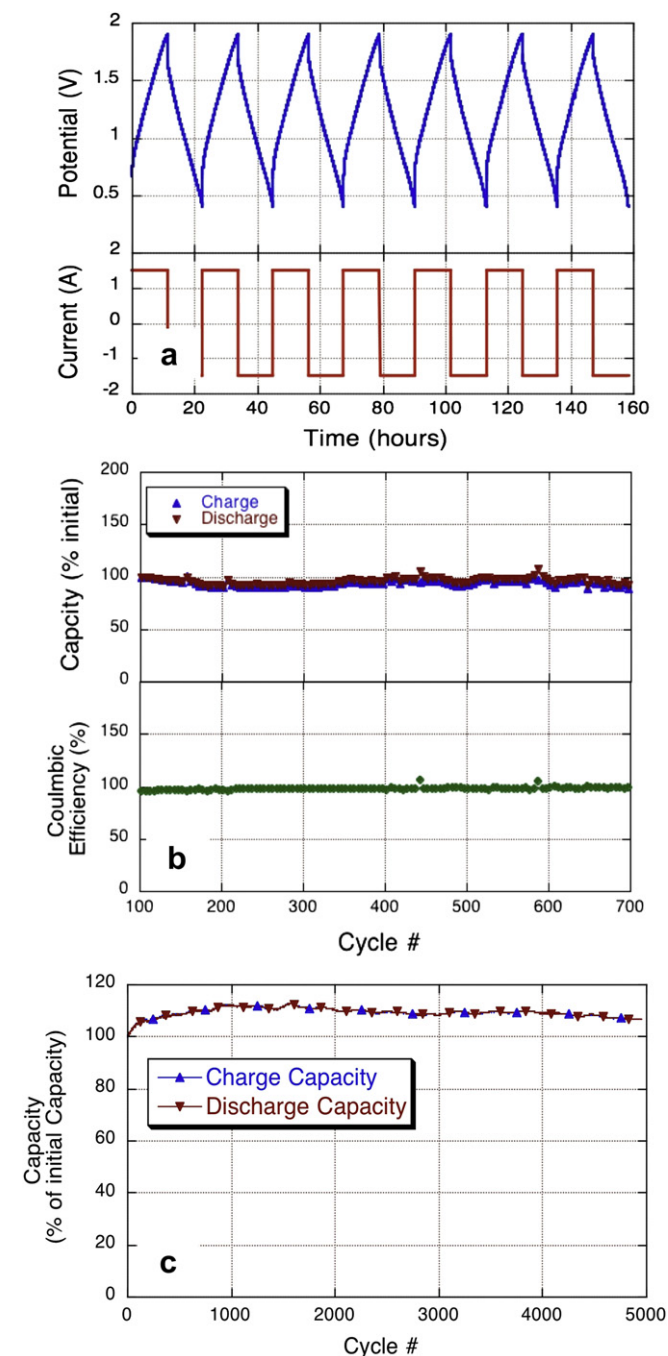 2
1.5
1
0.5
2
Potential (V)
1
0
-1
-2
Current (A)
a
0 20 40 60 80 100 120 140 160
Time (hours)
200
150
100
50
0
Capcity (% initial)
Charge
Discharge
150
100
50
0
Coulmbic
Efficiency (%)
b
100 200 300 400 500 600 700
Cycle #
120
100
80
60
40
20
0
Capacity
(% of initial Capacity)
Charge Capacity
Discharge Capacity
c
0 1000 2000 3000 4000 5000
Cycle #